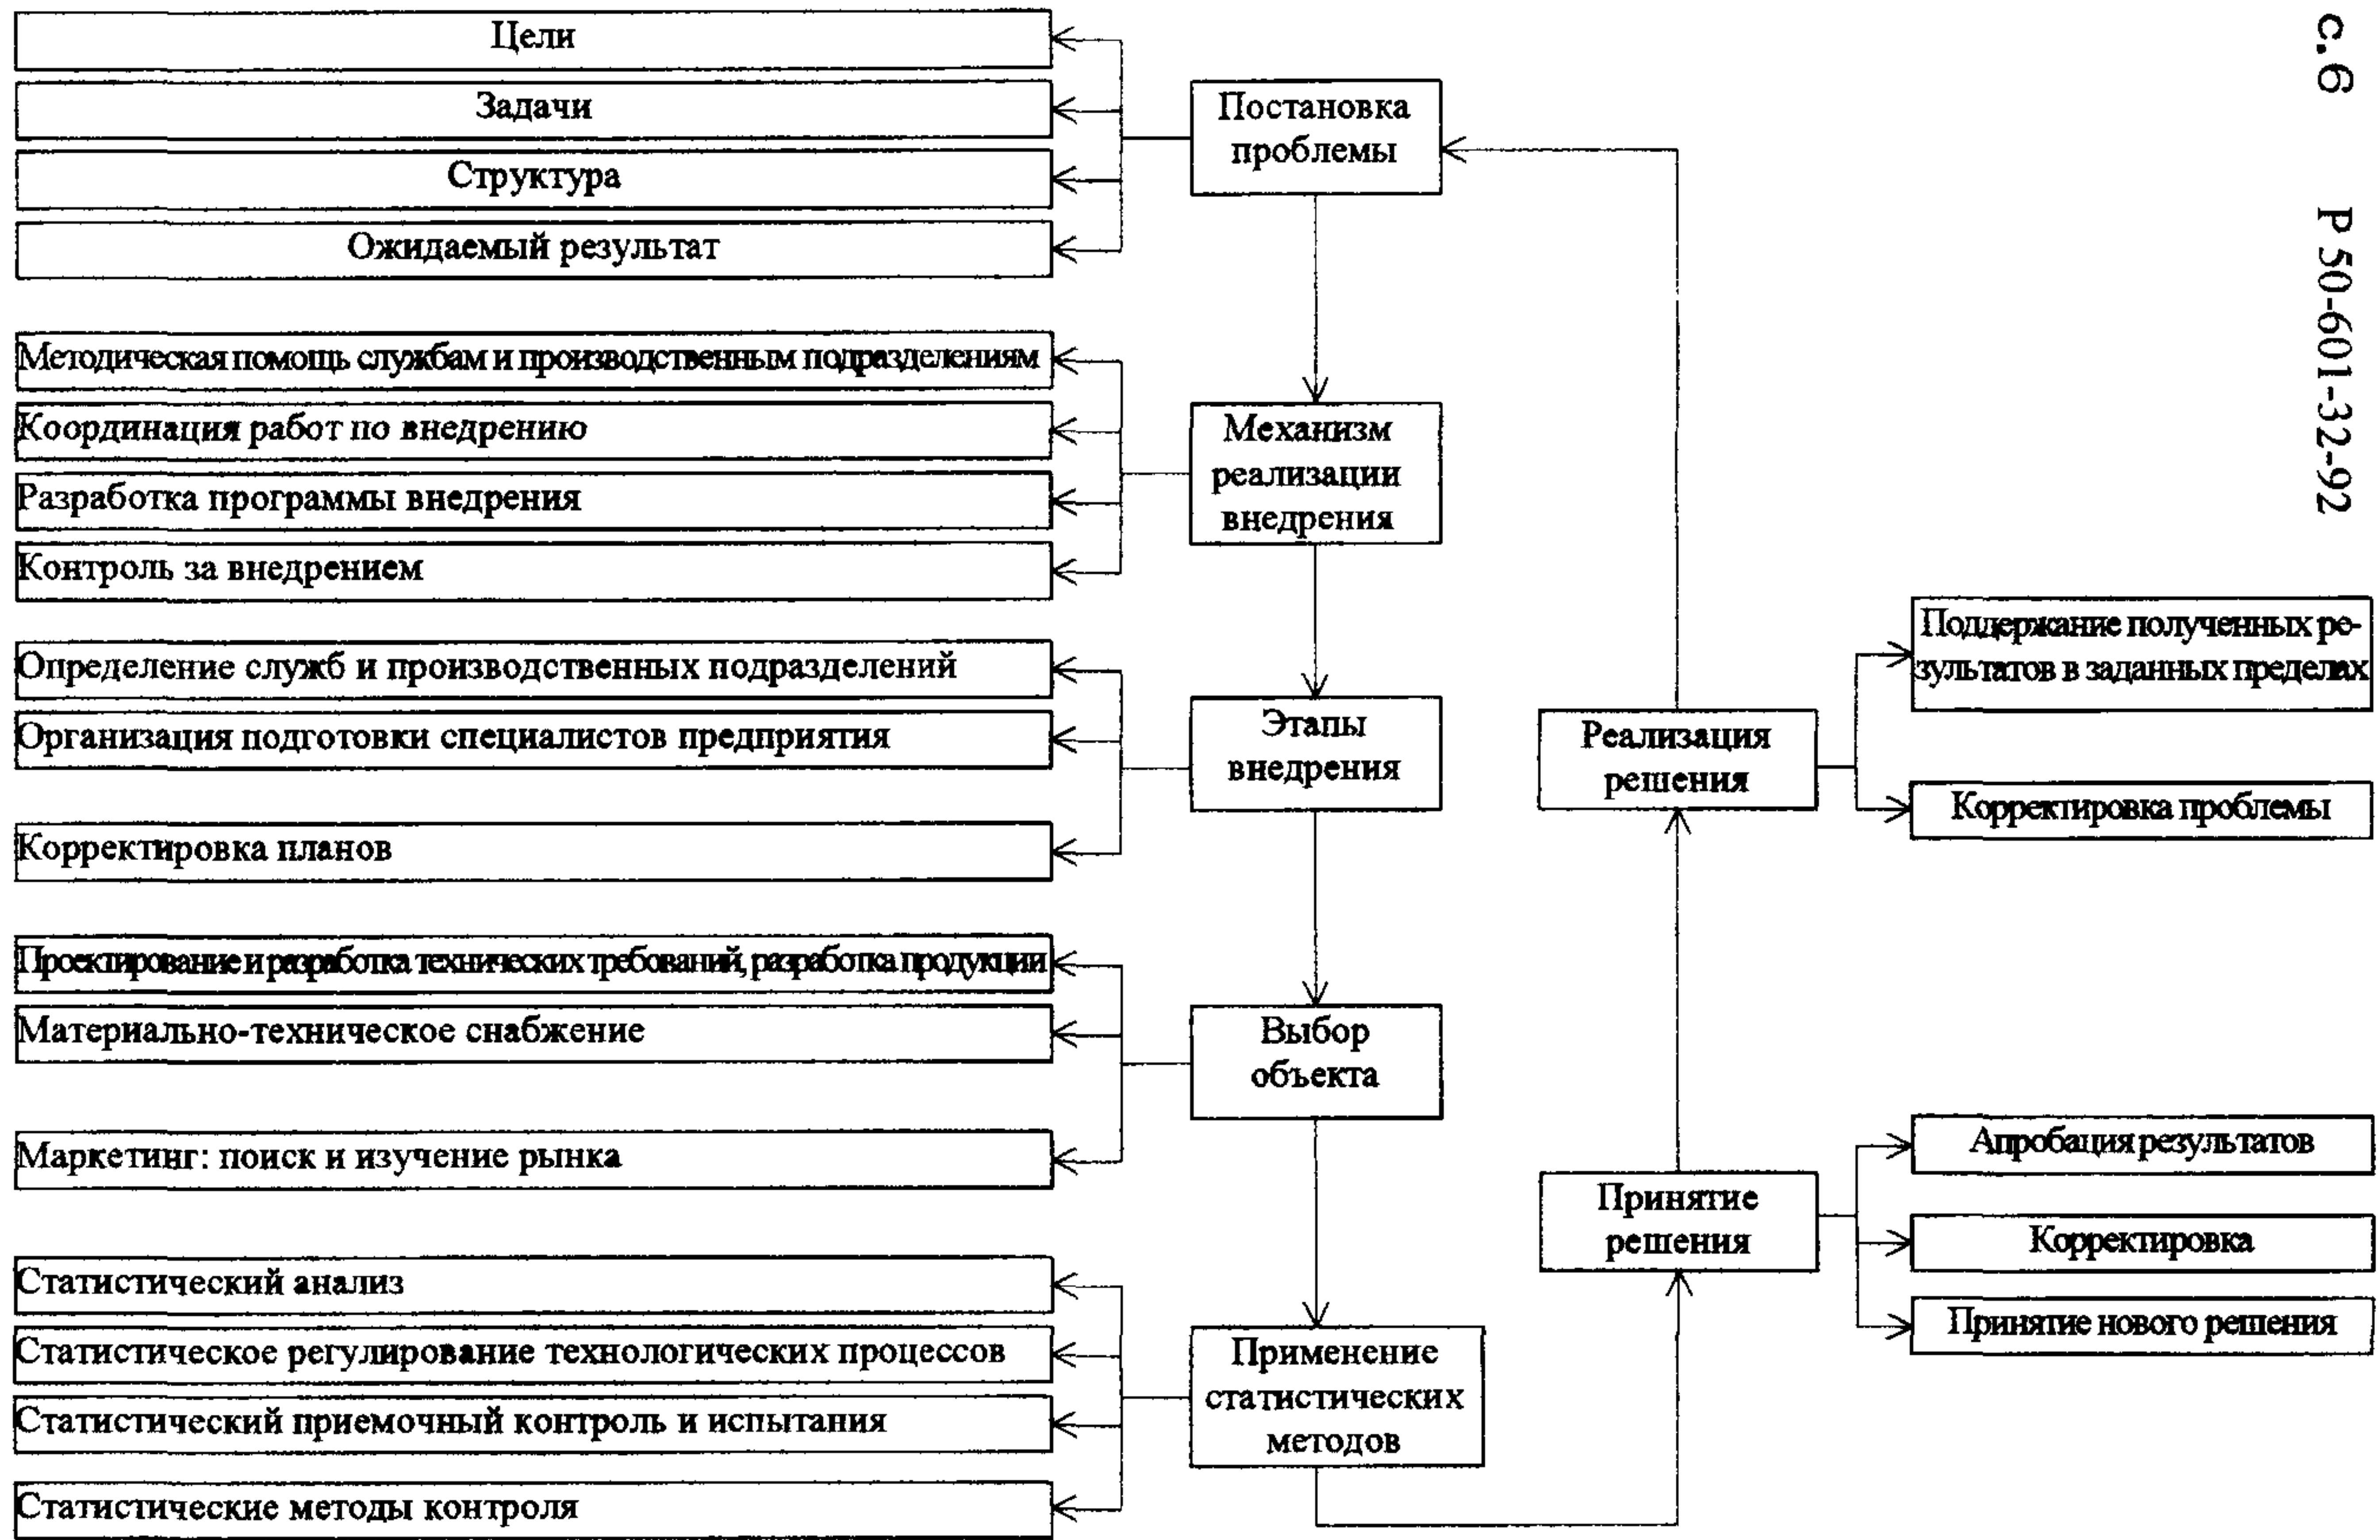 с.6 Р 50-601-32-92
Цели
Задачи
Структура
Ожидаемый результат
Постановка
проблемы
Методическая помощь службам и производственным подразделениям
Координация работ по внедрению
Разработка программы внедрения
Контроль за внедрением
Механизм
реализации
внедрения
Определение служб и производственных подразделений
Организация подготовки специалистов предприятия
Корректировка планов
Этапы
внедрения
Проектирование и разработка технических требований, разработка продукции
Материально-техническое снабжение
Маркетинг: поиск и изучение рынка
Выбор
объекта
Статистический анализ
Статистическое регулирование технологических процессов
Статистический приемочный контроль и испытания
Статистические методы контроля
Применение
статистических
методов
Принятие
решения
Апробация результатов
Корректировка
Принятие нового решения
Реализация
решения
Поддержание полученных ре-
зультатов в заданных пределах
Корректировка проблемы